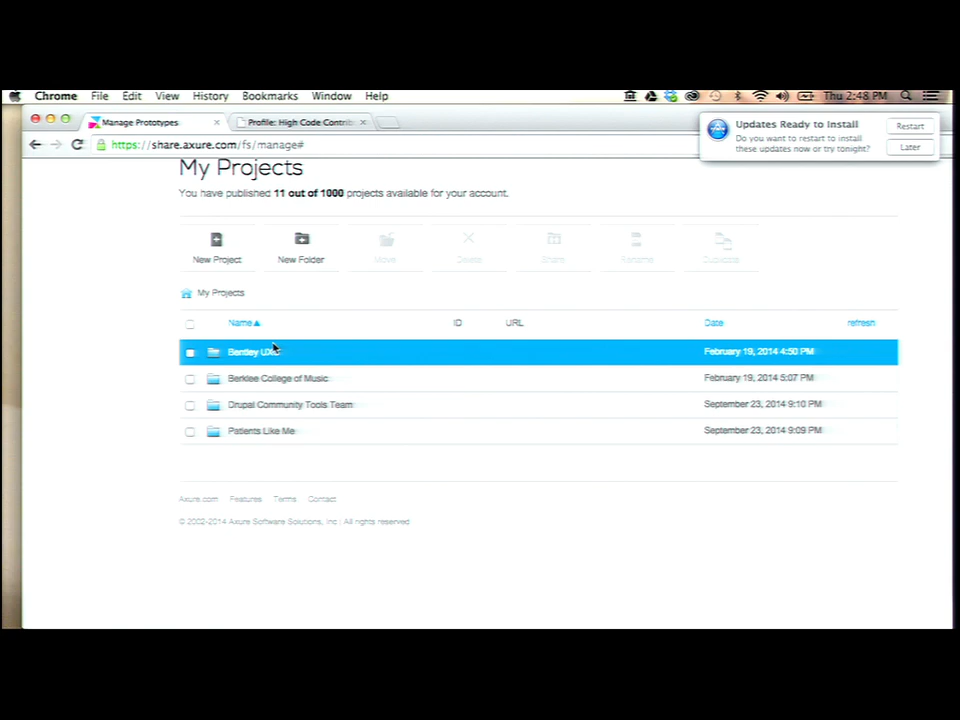 Chrome File Edit View History Bookmarks Window Help Thu 2:48 PM
Manage Prototypes Profile: High Code Contrib
https://share.axure.com/fs/manage#
Updates Ready to Install
Do you want to restart to install
these updates now or try tonight?
Restart
Later
My Projects
You have published 11 out of 1000 projects available for your account.
New Project New Folder Move Delete Share Rename Duplicate
My Projects
Name ID URL Date refresh
Bentley February 19, 2014 4:50 PM
Berklee College of Music February 19, 2014 5:07 PM
Drupal Community Tools Team September 23, 2014 9:10 PM
Patients Like Me September 23, 2014 9:09 PM
Axure.com Features Terms Contact
© 2002-2014 Axure Software Solutions, Inc | All rights reserved